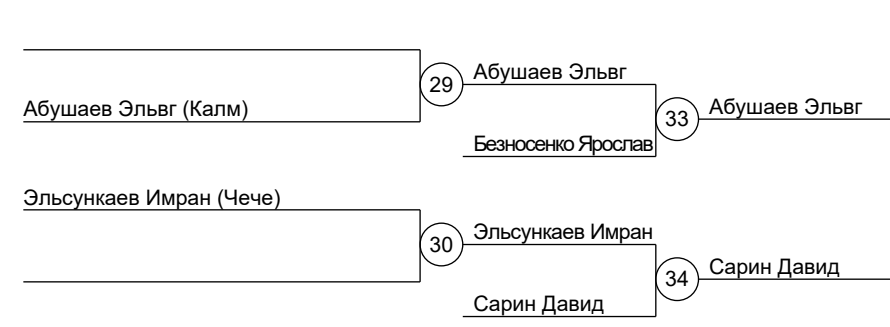 Абушаев Эльвг
29
Абушаев Эльвг (Калм)
Абушаев Эльвг
33
Безносенко Ярослав
Эльсункаев Имран (Чече)
Эльсункаев Имран
30
Сарин Давид
34
Сарин Давид